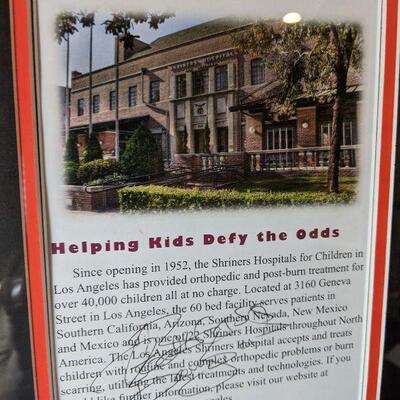 SHRINERS HOSPITAL
Helping Kids Defy the Odds
Since opening in 1952, the Shriners Hospitals for Children in
Los Angeles has provided orthopedic and post-burn treatment for
over 40,000 children all at no charge. Located at 3160 Geneva
Street in Los Angeles, the 60 bed facility serves patients in
Southern California, Arizona, Southern Nevada, New Mexico
and Mexico and is one of 22 Shriners Hospitals throughout North
America. The Los Angeles Shriners Hospital accepts and treats
children with routine and complex orthopedic problems or burn
scarring, utilizing the latest treatments and technologies. If you
would like further information, please visit our website at